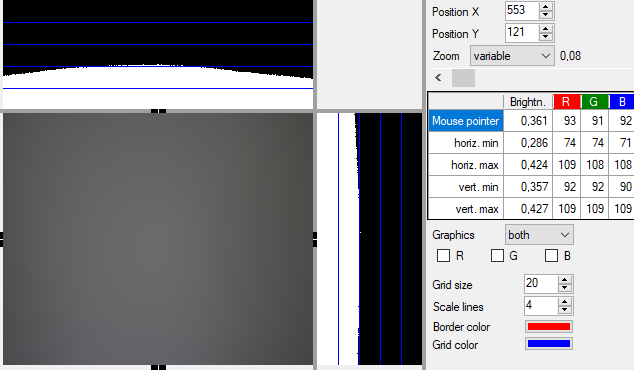 Position X 553
Position Y 121
Zoom variable 0,08
Brightn. R G B
Mouse pointer 0,361 93 91 92
horiz. min 0,286 74 74 71
horiz. max 0,424 109 108 108
vert. min 0,357 92 92 90
vert. max 0,427 109 109 109
Graphics both
R G B
Grid size 20
Scale lines 4
Border color
Grid color